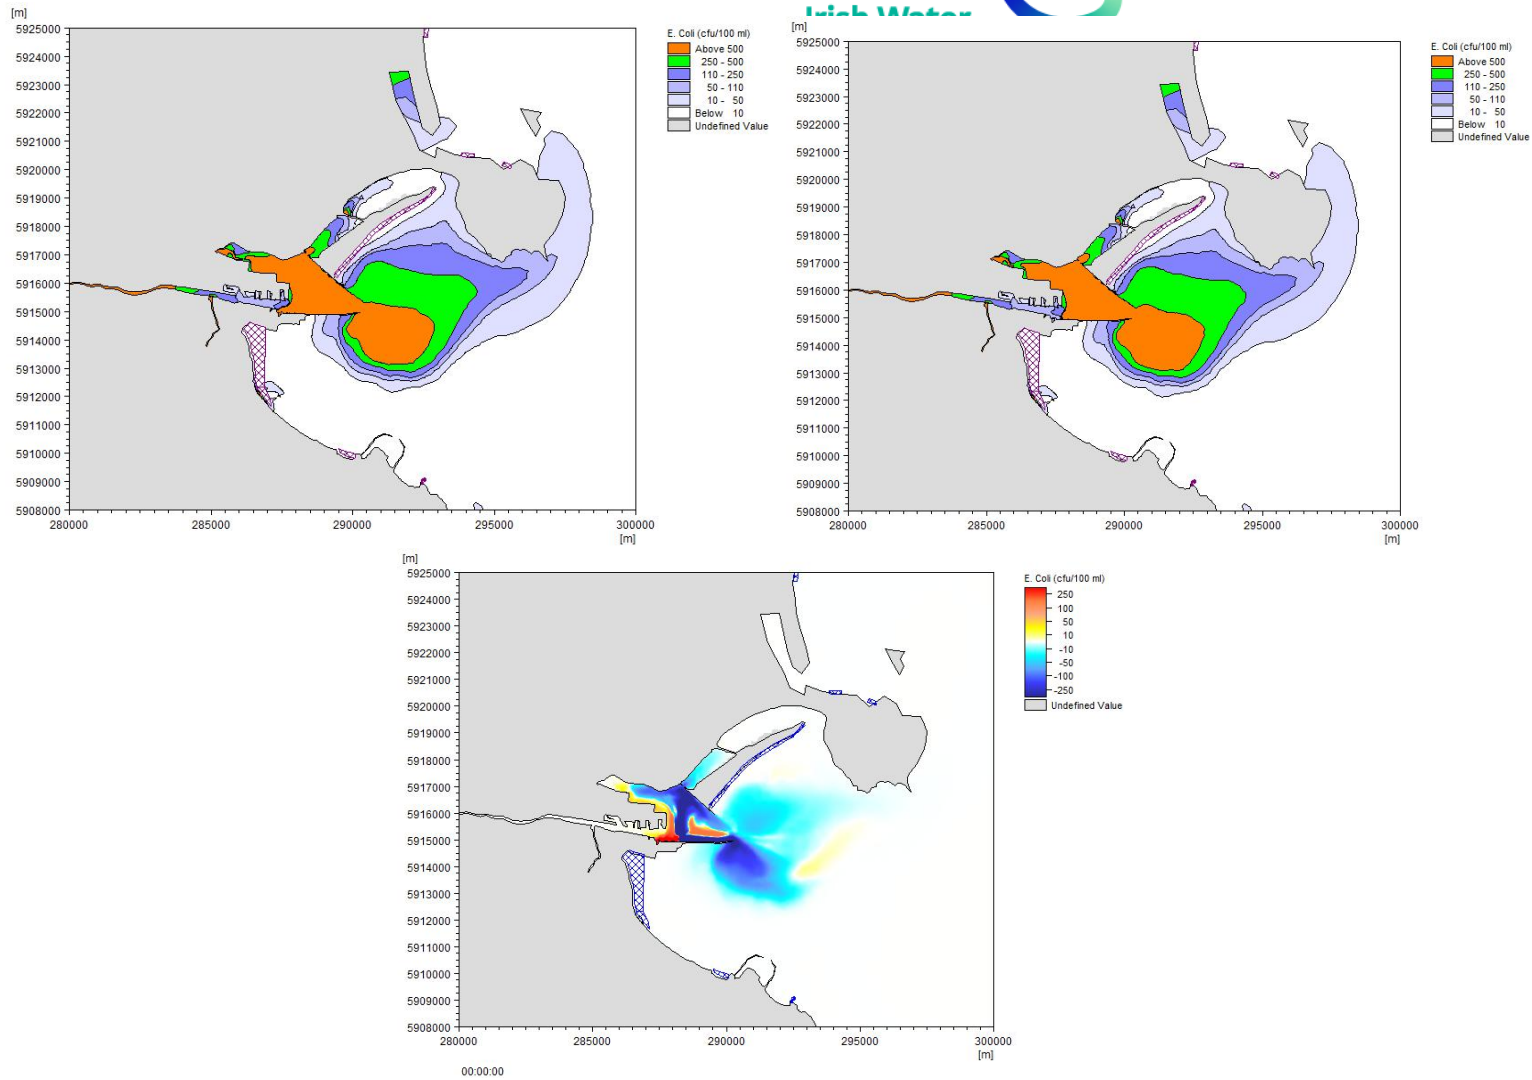 Irish Water
[m]
5925000
5924000
5923000
5922000
5921000
5920000
5919000
5918000
5917000
5916000
5915000
5914000
5913000
5912000
5911000
5910000
5909000
5908000
280000 285000 290000 295000 300000
[m]
E. Coli (cfu/100 ml)
Above 500
250 - 500
110 - 250
50 - 110
10 - 50
Below 10
Undefined Value
[m]
5925000
5924000
5923000
5922000
5921000
5920000
5919000
5918000
5917000
5916000
5915000
5914000
5913000
5912000
5911000
5910000
5909000
5908000
280000 285000 290000 295000 300000
[m]
E. Coli (cfu/100 ml)
Above 500
250 - 500
110 - 250
50 - 110
10 - 50
Below 10
Undefined Value
[m]
5925000
5924000
5923000
5922000
5921000
5920000
5919000
5918000
5917000
5916000
5915000
5914000
5913000
5912000
5911000
5910000
5909000
5908000
280000 285000 290000 295000 300000
[m]
E. Coli (cfu/100 ml)
250
100
50
10
-10
-50
-100
-250
Undefined Value
00:00:00